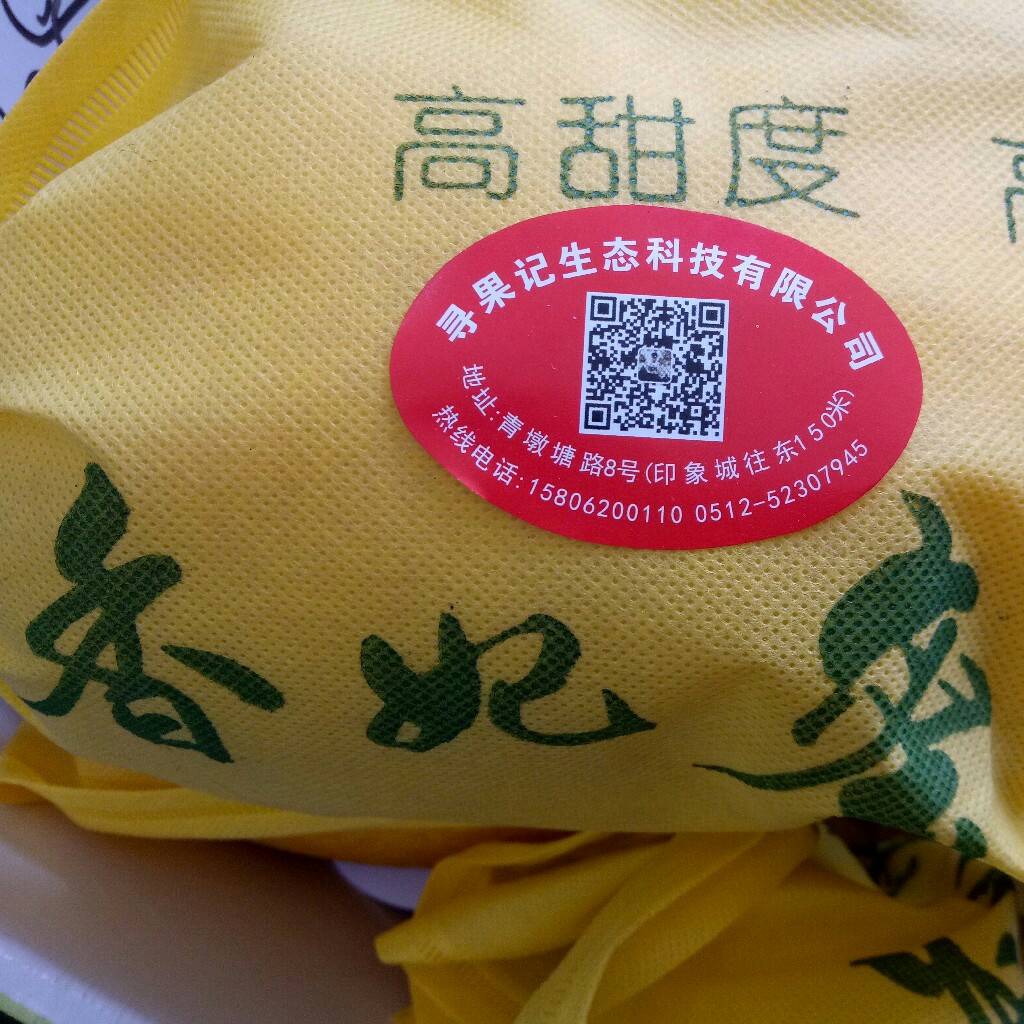 高甜度
寻果记生态科技有限公司
地址:青墩塘路8号(印象城往东150米)
热线电话:15806200110 0512-52307945
香妃蜜